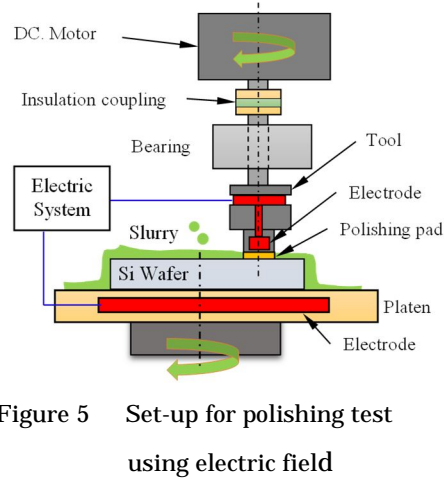 DC. Motor
Insulation coupling
Bearing
Tool
Electric
System
Electrode
Slurry
Polishing pad
Si Wafer
Platen
Electrode
Figure 5 Set-up for polishing test
using electric field